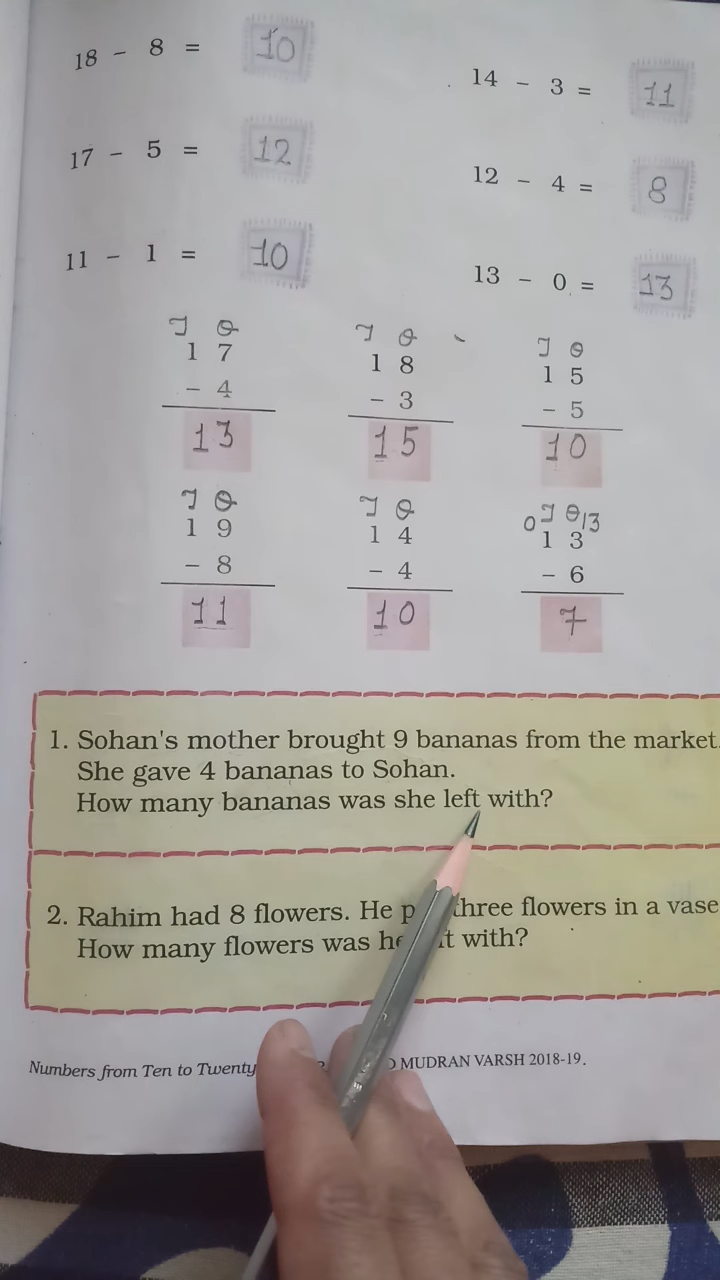 18 - 8 = 10
14 - 3 = 11
17 - 5 = 12
12 - 4 = 8
11 - 1 = 10
13 - 0 = 13
T O T O T O
1 7 1 8 1 5
- 4 - 3 - 5
13 15 10
T O T O 0 T O 13
1 9 1 4 1 3
- 8 - 4 - 6
11 10 7
1. Sohan's mother brought 9 bananas from the market.
She gave 4 bananas to Sohan.
How many bananas was she left with?
2. Rahim had 8 flowers. He three flowers in a vase
How many flowers was with?
Numbers from Ten to Twenty MUDRAN VARSH 2018-19.